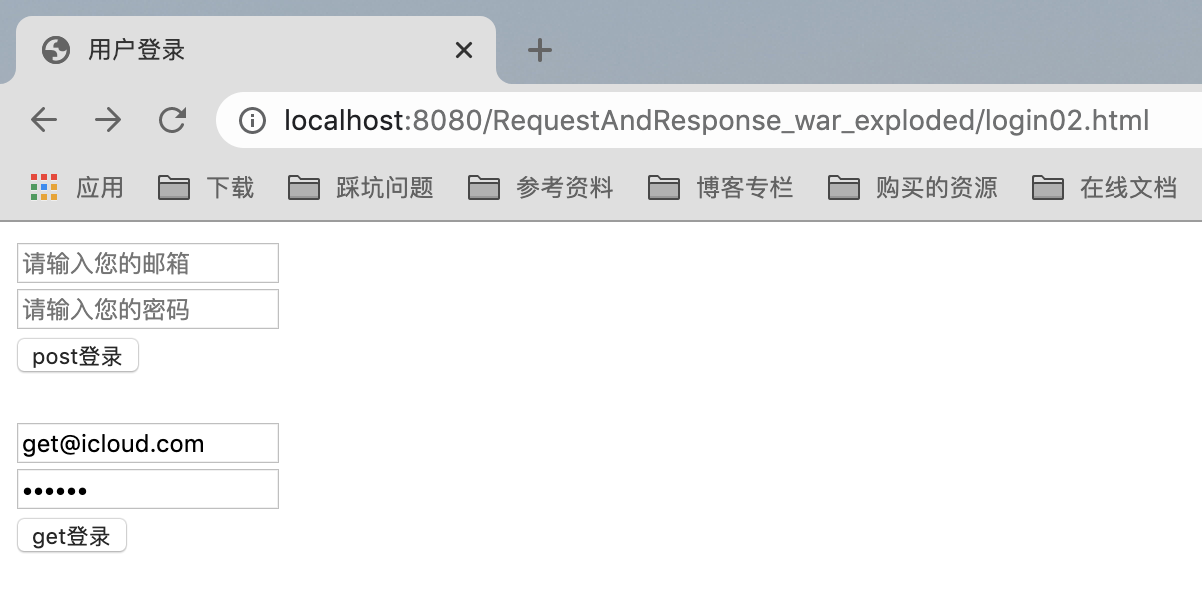 用户登录
localhost:8080/RequestAndResponse_war_exploded/login02.html
应用 下载 踩坑问题 参考资料 博客专栏 购买的资源 在线文档
请输入您的邮箱
请输入您的密码
post登录
get@icloud.com
••••••
get登录